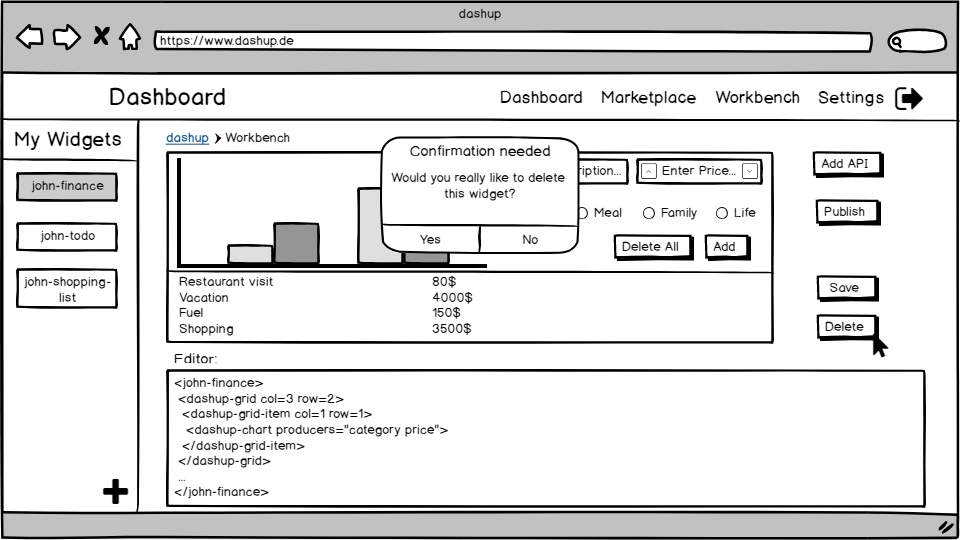 dashup
https://www.dashup.de
Dashboard
Dashboard Marketplace Workbench Settings
My Widgets
john-finance
john-todo
john-shopping-
list
dashup Workbench
Confirmation needed
Would you really like to delete
this widget?
Yes No
Enter Price...
Meal Family Life
Delete All Add
Restaurant visit 80$
Vacation 4000$
Fuel 150$
Shopping 3500$
Add API
Publish
Save
Delete
Editor:
<john-finance>
<dashup-grid col=3 row=2>
<dashup-grid-item col=1 row=1>
<dashup-chart producers="category price">
</dashup-grid-item>
</dashup-grid>
...
</john-finance>